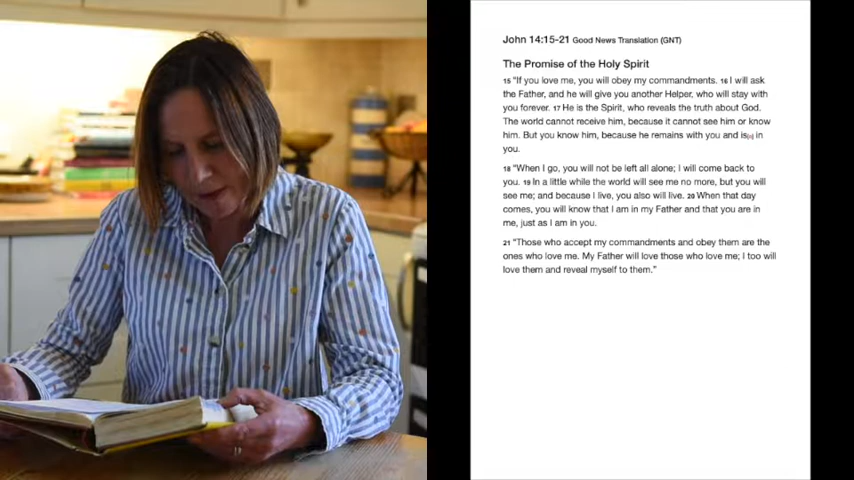 John 14:15-21 Good News Translation (GNT)
The Promise of the Holy Spirit
15 "If you love me, you will obey my commandments. 16 I will ask
the Father, and he will give you another Helper, who will stay with
you forever. 17 He is the Spirit, who reveals the truth about God.
The world cannot receive him, because it cannot see him or know
him. But you know him, because he remains with you and is[a] in
you.
18 "When I go, you will not be left all alone; I will come back to
you. 19 In a little while the world will see me no more, but you will
see me; and because I live, you also will live. 20 When that day
comes, you will know that I am in my Father and that you are in
me, just as I am in you.
21 "Those who accept my commandments and obey them are the
ones who love me. My Father will love those who love me; I too will
love them and reveal myself to them."